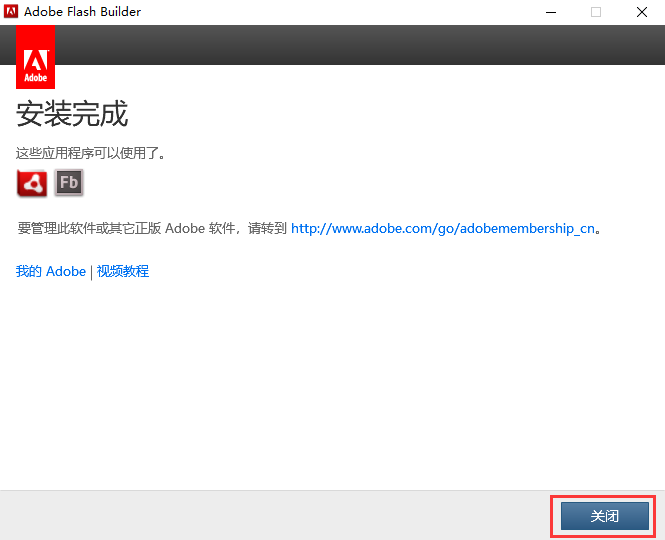 Adobe Flash Builder
Adobe
安装完成
这些应用程序可以使用了。
Fb
要管理此软件或其它正版 Adobe 软件，请转到 http://www.adobe.com/go/adobemembership_cn。
我的 Adobe | 视频教程
关闭